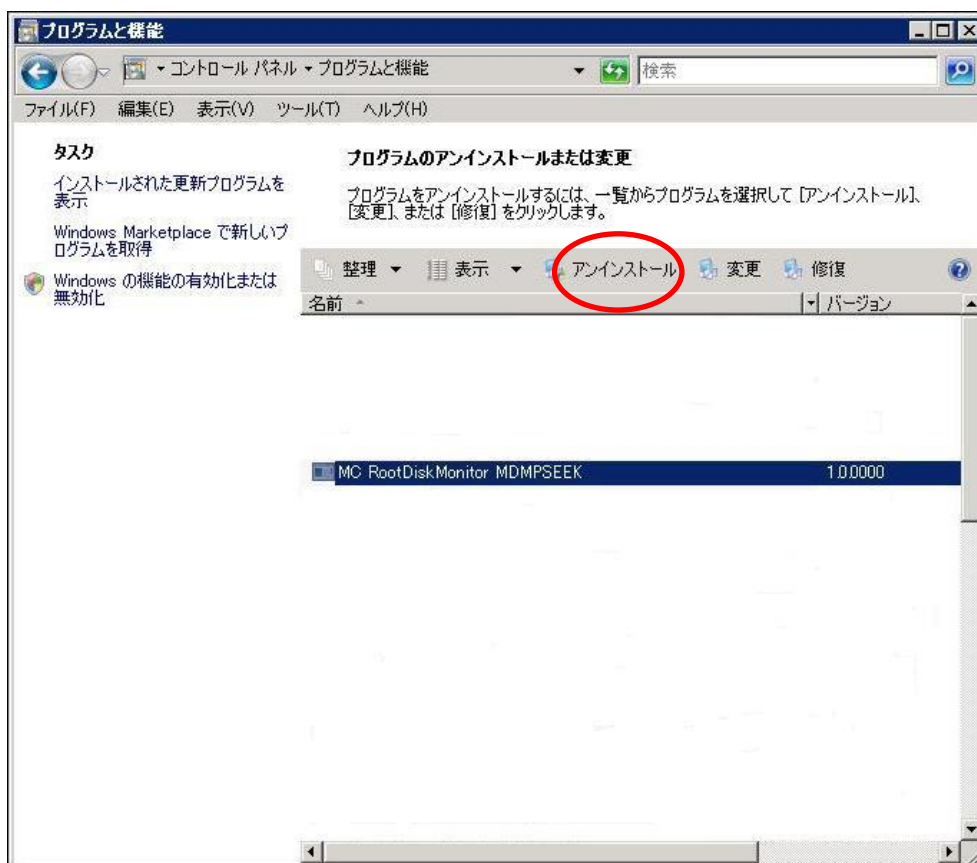 プログラムと機能
コントロール パネル プログラムと機能
検索
ファイル(F) 編集(E) 表示(V) ツール(T) ヘルプ(H)
タスク
インストールされた更新プログラムを
表示
Windows Marketplace で新しいプ
ログラムを取得
Windows の機能の有効化または
無効化
プログラムのアンインストールまたは変更
プログラムをアンインストールするには、一覧からプログラムを選択して [アンインストール]、
[変更]、または [修復] をクリックします。
整理 表示 アンインストール 変更 修復
名前 バージョン
MC RootDiskMonitor MDMPSEEK 1.0.0000